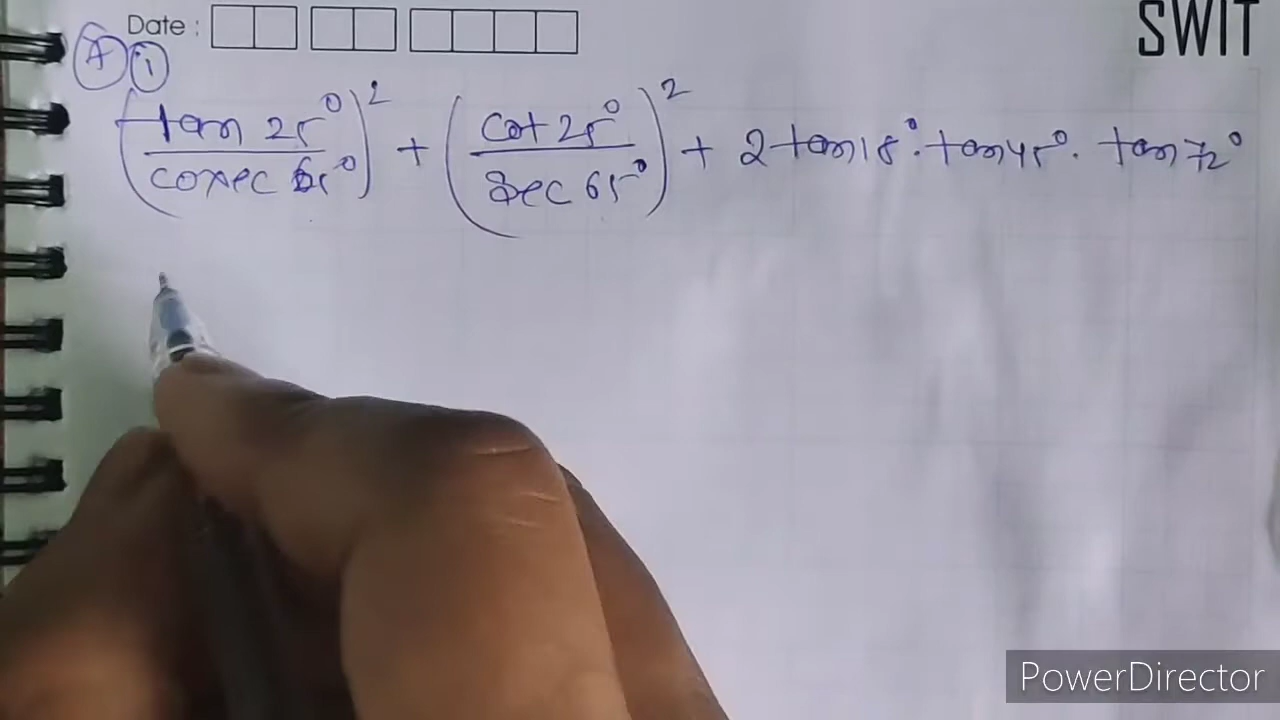 SWIT
Date :
7 i
(tan 25° / cosec 65°)² + (cot 25° / sec 65°)² + 2 tan 18° . tan 45° . tan 72°
PowerDirector